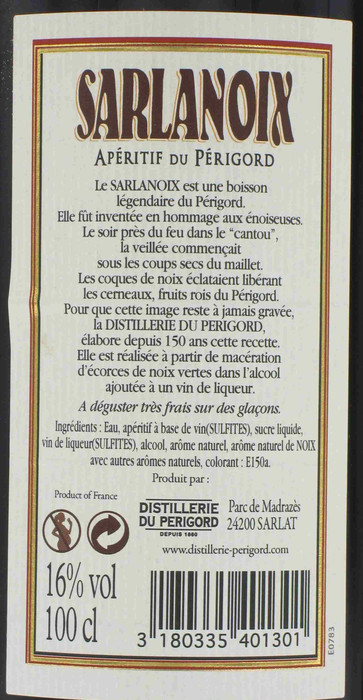 SARLANOIX
APÉRITIF DU PÉRIGORD
Le SARLANOIX est une boisson
légendaire du Périgord.
Elle fût inventée en hommage aux énoiseuses.
Le soir près du feu dans le "cantou",
la veillée commençait
sous les coups secs du maillet.
Les coques de noix éclataient libérant
les cerneaux, fruits rois du Périgord.
Pour que cette image reste à jamais gravée,
la DISTILLERIE DU PERIGORD,
élabore depuis 150 ans cette recette.
Elle est réalisée à partir de macération
d'écorces de noix vertes dans l'alcool
ajoutée à un vin de liqueur.
A déguster très frais sur des glaçons.
Ingrédients : Eau, apéritif à base de vin(SULFITES), sucre liquide,
vin de liqueur(SULFITES), alcool, arôme naturel, arôme naturel de NOIX
avec autres arômes naturels, colorant : E150a.
Produit par :
Product of France
DISTILLERIE
DU PERIGORD
DEPUIS 1860
Parc de Madrazès
24200 SARLAT
www.distillerie-perigord.com
16% vol
100 cl
3 180335 401301
E0783